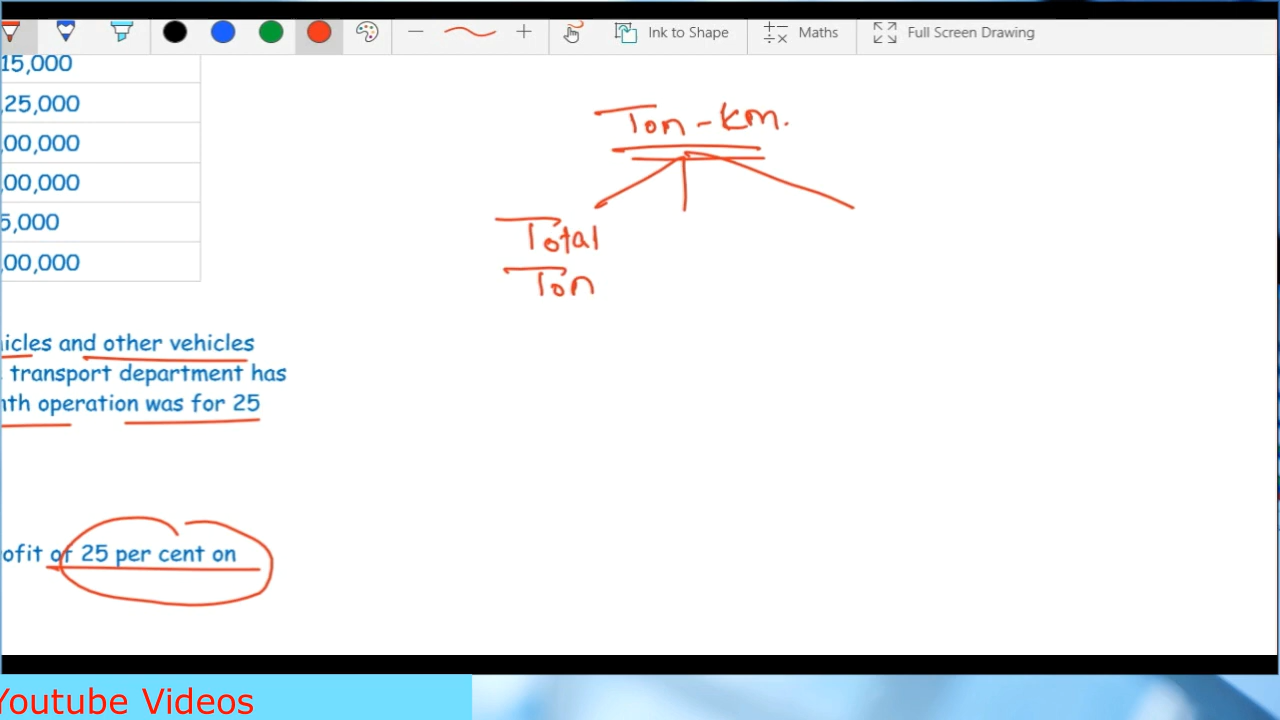 Ink to Shape
Maths
Full Screen Drawing
15,000
,25,000
,00,000
,00,000
5,000
,00,000
icles and other vehicles
transport department has
nth operation was for 25
ofit of 25 per cent on
Ton - km.
Total
Ton
Youtube Videos